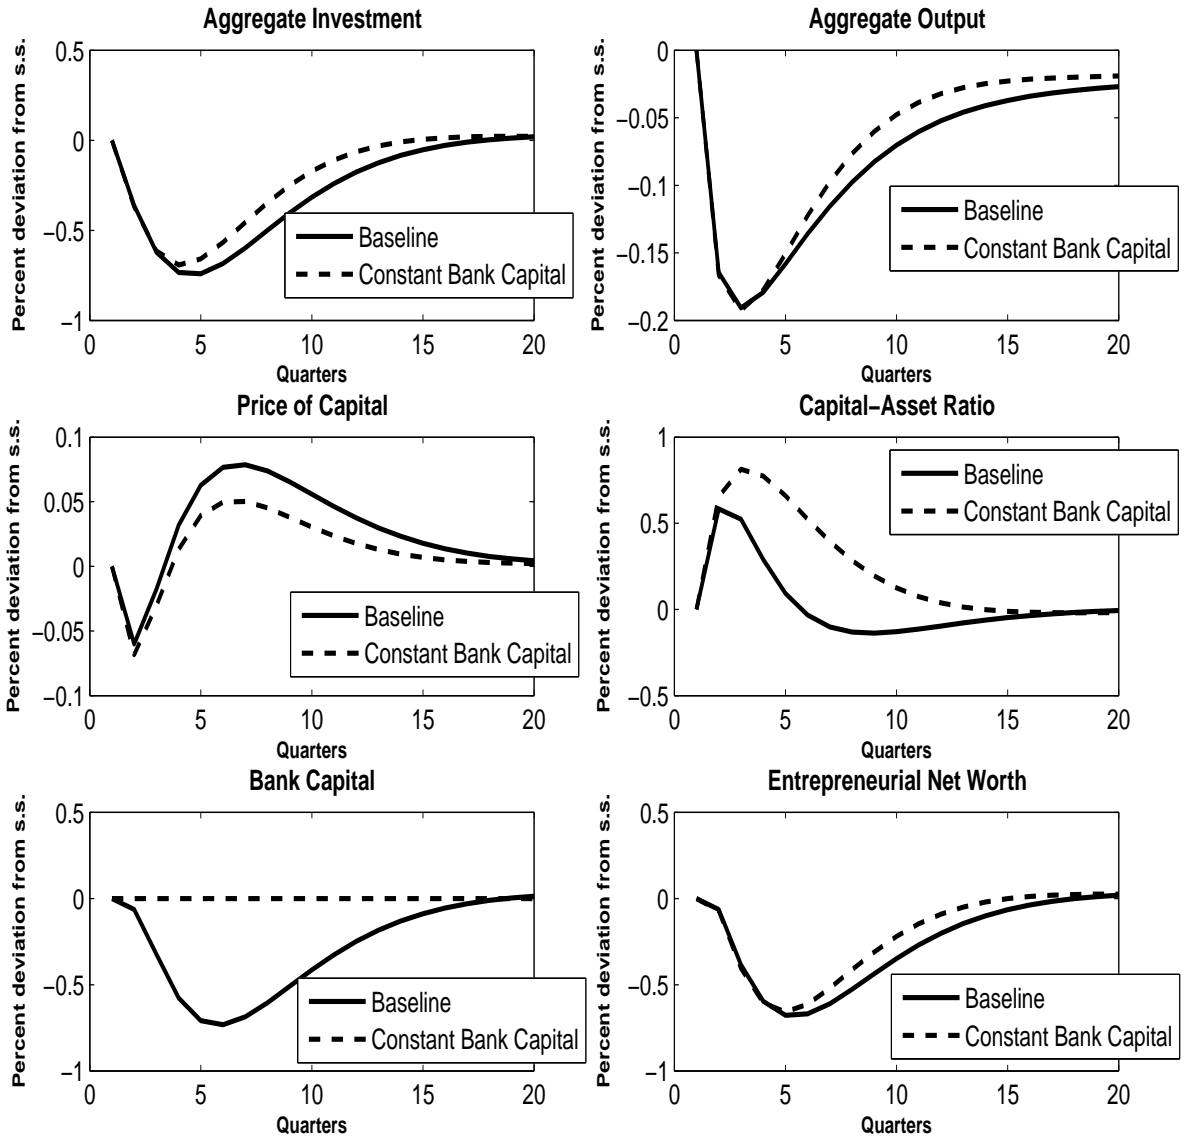 Aggregate Investment
Percent deviation from s.s.
0.5
0
−0.5
−1
0 5 10 15 20
Quarters
Baseline
Constant Bank Capital
Aggregate Output
Percent deviation from s.s.
0
−0.05
−0.1
−0.15
−0.2
0 5 10 15 20
Quarters
Baseline
Constant Bank Capital
Price of Capital
Percent deviation from s.s.
0.1
0.05
0
−0.05
−0.1
0 5 10 15 20
Quarters
Baseline
Constant Bank Capital
Capital−Asset Ratio
Percent deviation from s.s.
1
0.5
0
−0.5
0 5 10 15 20
Quarters
Baseline
Constant Bank Capital
Bank Capital
Percent deviation from s.s.
0.5
0
−0.5
−1
0 5 10 15 20
Quarters
Baseline
Constant Bank Capital
Entrepreneurial Net Worth
Percent deviation from s.s.
0.5
0
−0.5
−1
0 5 10 15 20
Quarters
Baseline
Constant Bank Capital